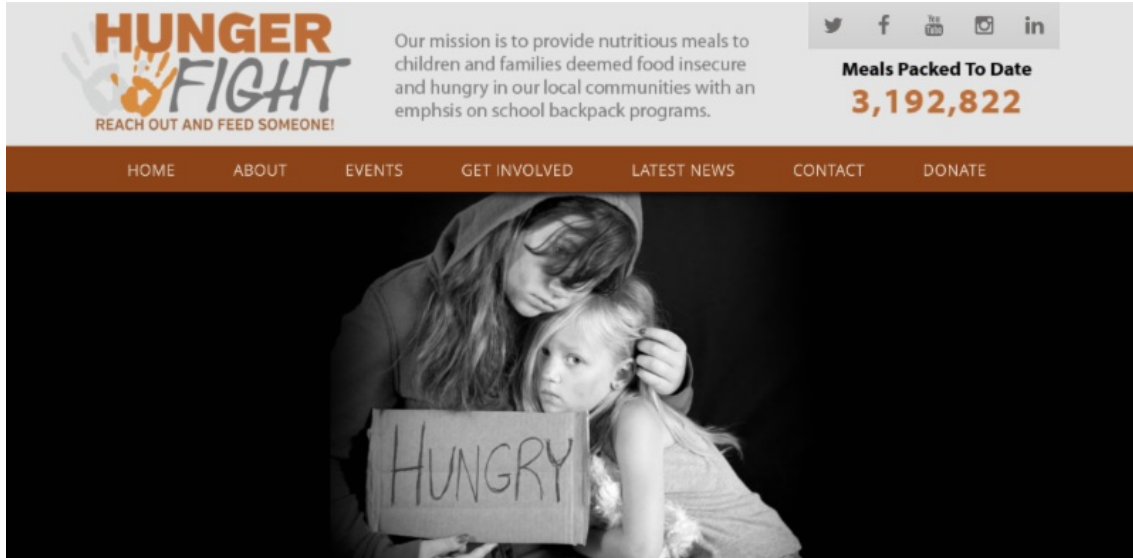 HUNGER
FIGHT
REACH OUT AND FEED SOMEONE!
Our mission is to provide nutritious meals to
children and families deemed food insecure
and hungry in our local communities with an
emphsis on school backpack programs.
You
Tube
Meals Packed To Date
3,192,822
HOME ABOUT EVENTS GET INVOLVED LATEST NEWS CONTACT DONATE
HUNGRY